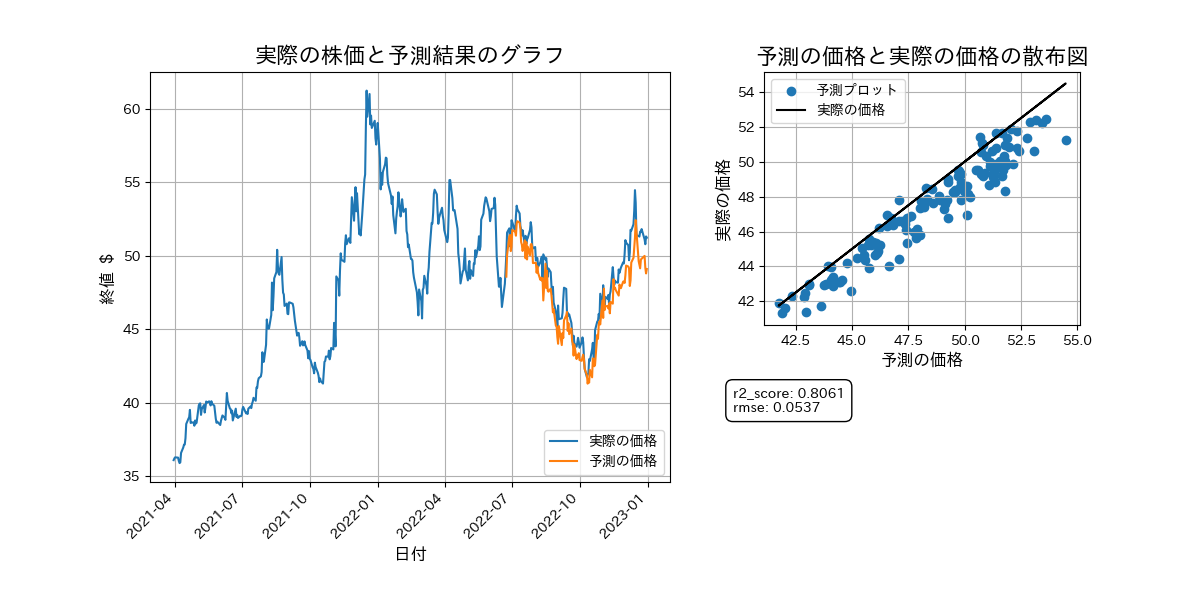 実際の株価と予測結果のグラフ
終値 $
60
55
50
45
40
35
2021-04
2021-07
2021-10
2022-01
2022-04
2022-07
2022-10
2023-01
日付
実際の価格
予測の価格
予測の価格と実際の価格の散布図
実際の価格
54
52
50
48
46
44
42
予測プロット
実際の価格
42.5
45.0
47.5
50.0
52.5
55.0
予測の価格
r2_score: 0.8061
rmse: 0.0537